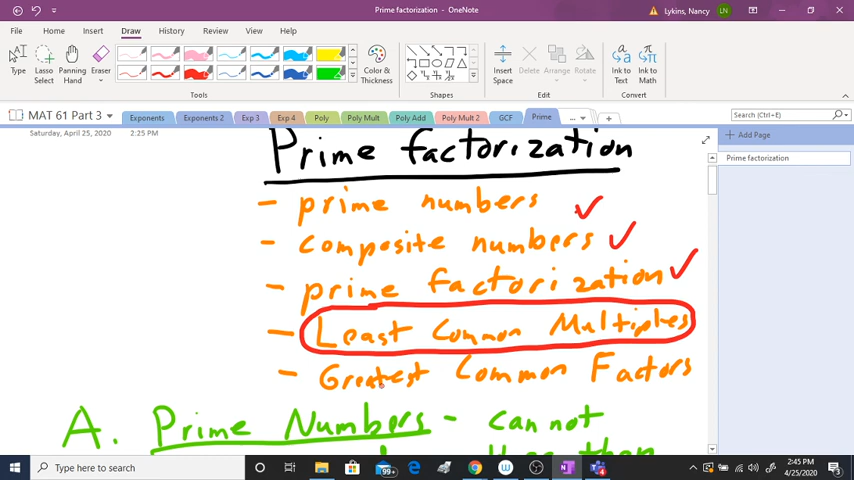 Prime factorization - OneNote
Lykins, Nancy
LN
File
Home
Insert
Draw
History
Review
View
Type
Lasso Select
Panning Hand
Eraser
Color & Thickness
Insert Space
Delete
Arrange
Rotate
Ink to Text
Ink to Math
Tools
Shapes
Edit
Convert
MAT 61 Part 3
Exponents
Exponents 2
Exp 3
Exp 4
Poly
Poly Mult
Poly Add
Poly Mult 2
GCF
Prime
...
Search (Ctrl+E)
Saturday, April 25, 2020
2:25 PM
Add Page
Prime factorization
Prime factorization
- prime numbers
- composite numbers
- prime factorization
- Least Common Multiples
- Greatest Common Factors
A. Prime Numbers - can not
Type here to search
99+
2:45 PM
4/25/2020
3